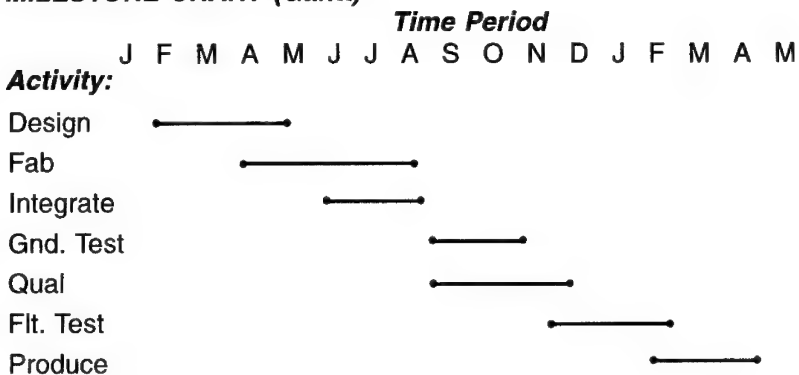 MILESTONE CHART (Gantt)
Time Period
J F M A M J J A S O N D J F M A M
Activity:
Design
Fab
Integrate
Gnd. Test
Qual
Flt. Test
Produce